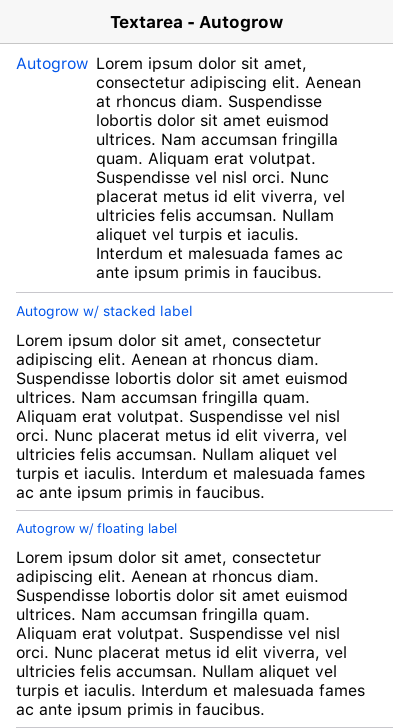 Textarea - Autogrow
Autogrow Lorem ipsum dolor sit amet,
consectetur adipiscing elit. Aenean
at rhoncus diam. Suspendisse
lobortis dolor sit amet euismod
ultrices. Nam accumsan fringilla
quam. Aliquam erat volutpat.
Suspendisse vel nisl orci. Nunc
placerat metus id elit viverra, vel
ultricies felis accumsan. Nullam
aliquet vel turpis et iaculis.
Interdum et malesuada fames ac
ante ipsum primis in faucibus.
Autogrow w/ stacked label
Lorem ipsum dolor sit amet, consectetur
adipiscing elit. Aenean at rhoncus diam.
Suspendisse lobortis dolor sit amet euismod
ultrices. Nam accumsan fringilla quam.
Aliquam erat volutpat. Suspendisse vel nisl
orci. Nunc placerat metus id elit viverra, vel
ultricies felis accumsan. Nullam aliquet vel
turpis et iaculis. Interdum et malesuada fames
ac ante ipsum primis in faucibus.
Autogrow w/ floating label
Lorem ipsum dolor sit amet, consectetur
adipiscing elit. Aenean at rhoncus diam.
Suspendisse lobortis dolor sit amet euismod
ultrices. Nam accumsan fringilla quam.
Aliquam erat volutpat. Suspendisse vel nisl
orci. Nunc placerat metus id elit viverra, vel
ultricies felis accumsan. Nullam aliquet vel
turpis et iaculis. Interdum et malesuada fames
ac ante ipsum primis in faucibus.